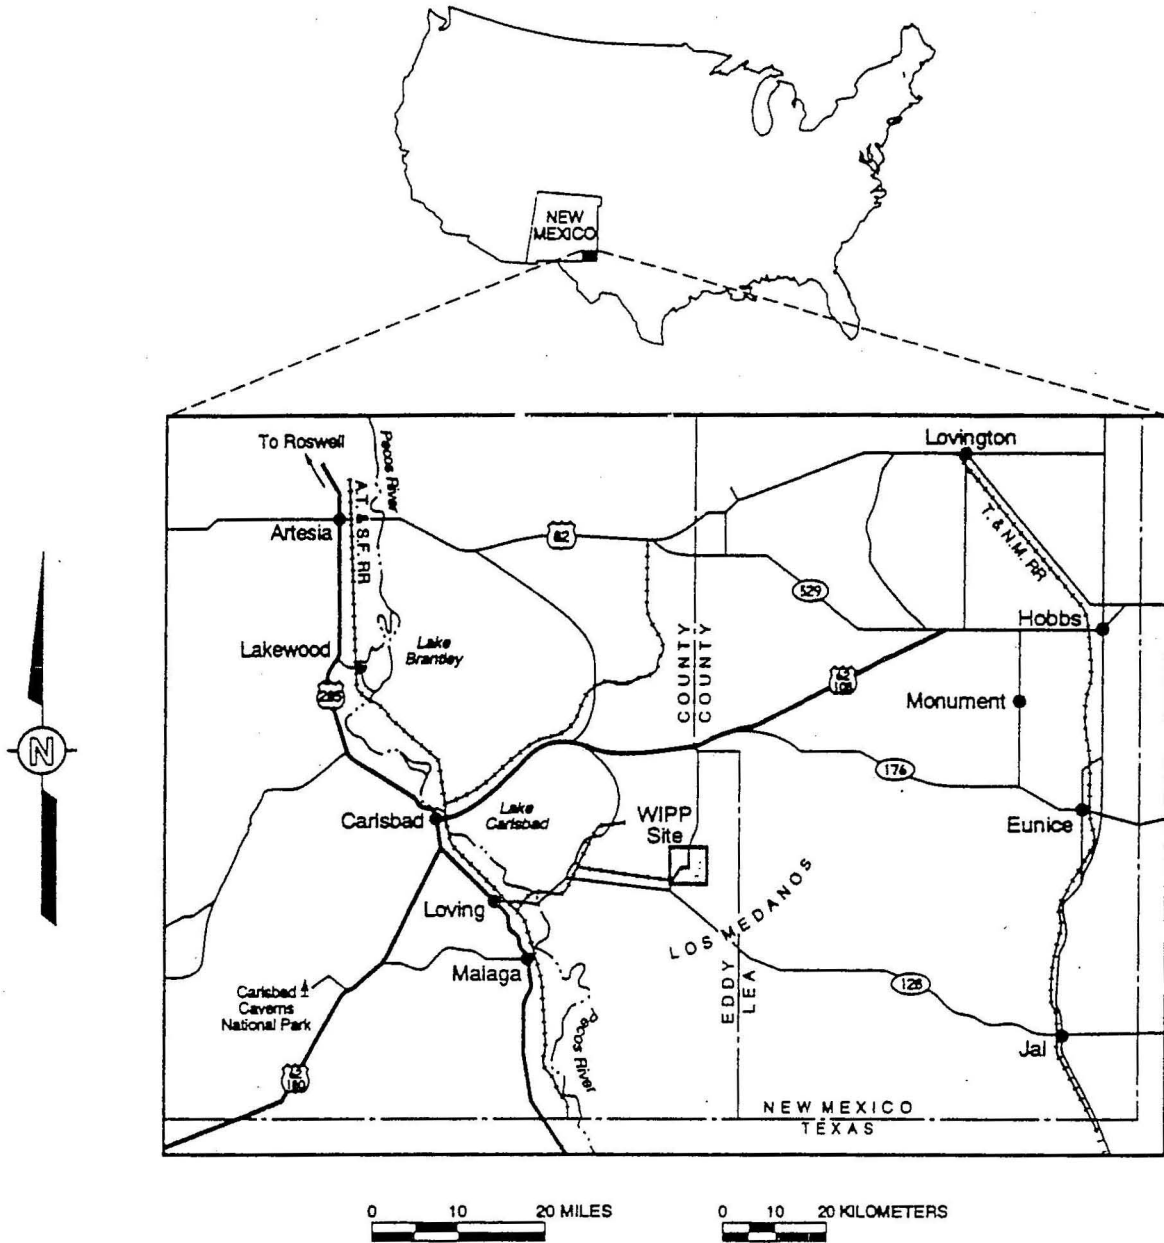 NEW
MEXICO
To Roswell
Pecos River
Lovington
A.T. & S.F. RR
Artesia
82
T. & N.M. RR
529
Hobbs
Lakewood
Lake
Brantley
COUNTY
COUNTY
285
62
180
Monument
176
Carlsbad
Lake
Carlsbad
WIPP
Site
Eunice
Loving
LOS MEDANOS
Malaga
EDDY
LEA
128
Carlsbad
Caverns
National Park
Pecos River
Jal
62
180
NEW MEXICO
TEXAS
N
0 10 20 MILES
0 10 20 KILOMETERS